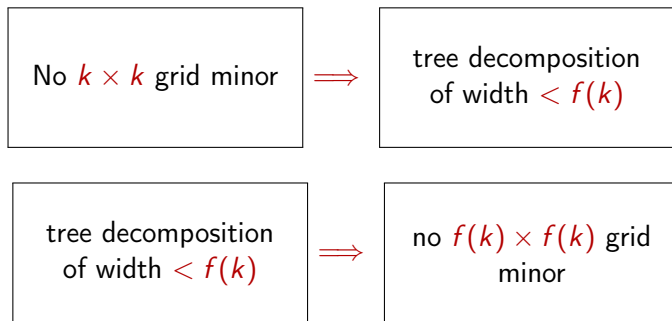 No k × k grid minor ⟹ tree decomposition
of width < f(k)
tree decomposition
of width < f(k) ⟹ no f(k) × f(k) grid
minor